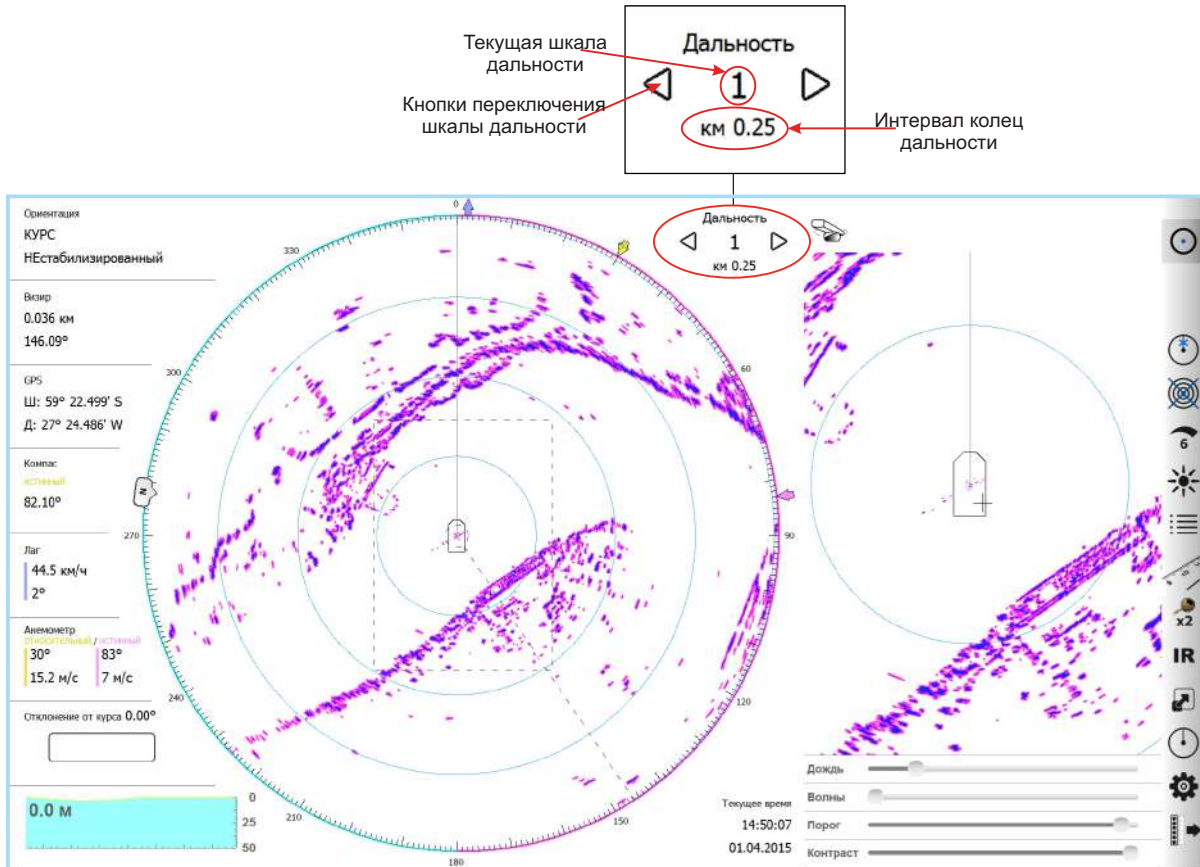 Текущая шкала
дальности
Кнопки переключения
шкалы дальности
Дальность
1
км 0.25
Интервал колец
дальности
Ориентация
КУРС
НЕстабилизированный
Визир
0.036 км
146.09°
GPS
Ш: 59° 22.499' S
Д: 27° 24.486' W
Компас
истинный
82.10°
Лаг
44.5 км/ч
2°
Анемометр
относительный / истинный
30° 83°
15.2 м/с 7 м/с
Отклонение от курса 0.00°
0.0 м
0
25
50
0
330
300
N
270
240
210
180
150
120
90
60
Дальность
1
км 0.25
Текущее время
14:50:07
01.04.2015
Дождь
Волны
Порог
Контраст
6
x2
IR